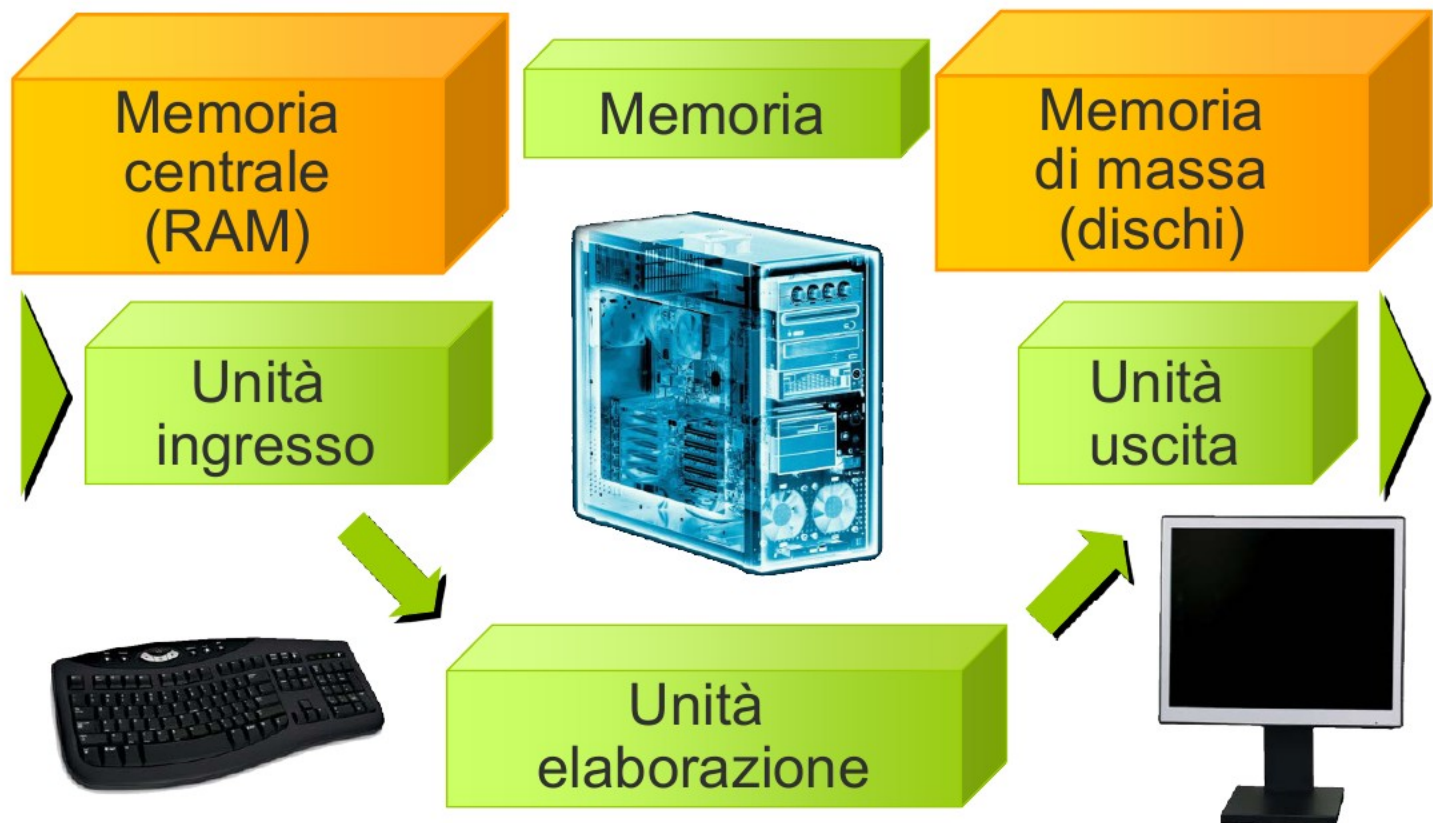 Memoria
centrale
(RAM)
Memoria
Memoria
di massa
(dischi)
Unità
ingresso
Unità
uscita
Unità
elaborazione